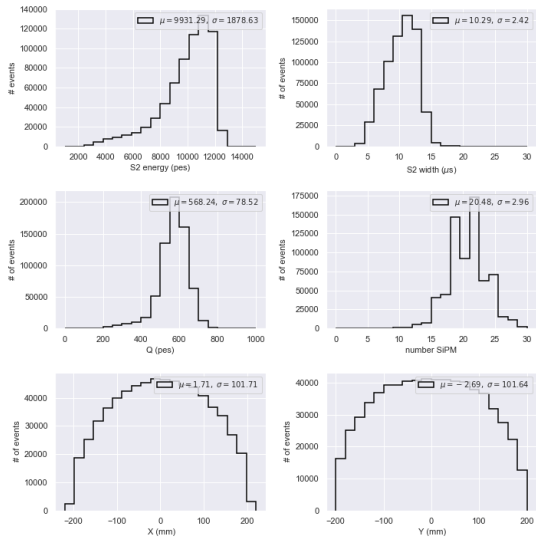 140000
120000
100000
80000
60000
40000
20000
0
# of events
μ = 9931.29, σ = 1878.63
2000 4000 6000 8000 10000 12000 14000
S2 energy (pes)
150000
125000
100000
75000
50000
25000
0
# of events
μ = 10.29, σ = 2.42
0 5 10 15 20 25 30
S2 width (μs)
200000
150000
100000
50000
0
# of events
μ = 568.24, σ = 78.52
0 200 400 600 800 1000
Q (pes)
175000
150000
125000
100000
75000
50000
25000
0
# of events
μ = 20.48, σ = 2.96
0 5 10 15 20 25 30
number SiPM
40000
30000
20000
10000
0
# of events
μ = 1.71, σ = 101.71
−200 −100 0 100 200
X (mm)
40000
30000
20000
10000
0
# of events
μ = −2.69, σ = 101.64
−200 −100 0 100 200
Y (mm)